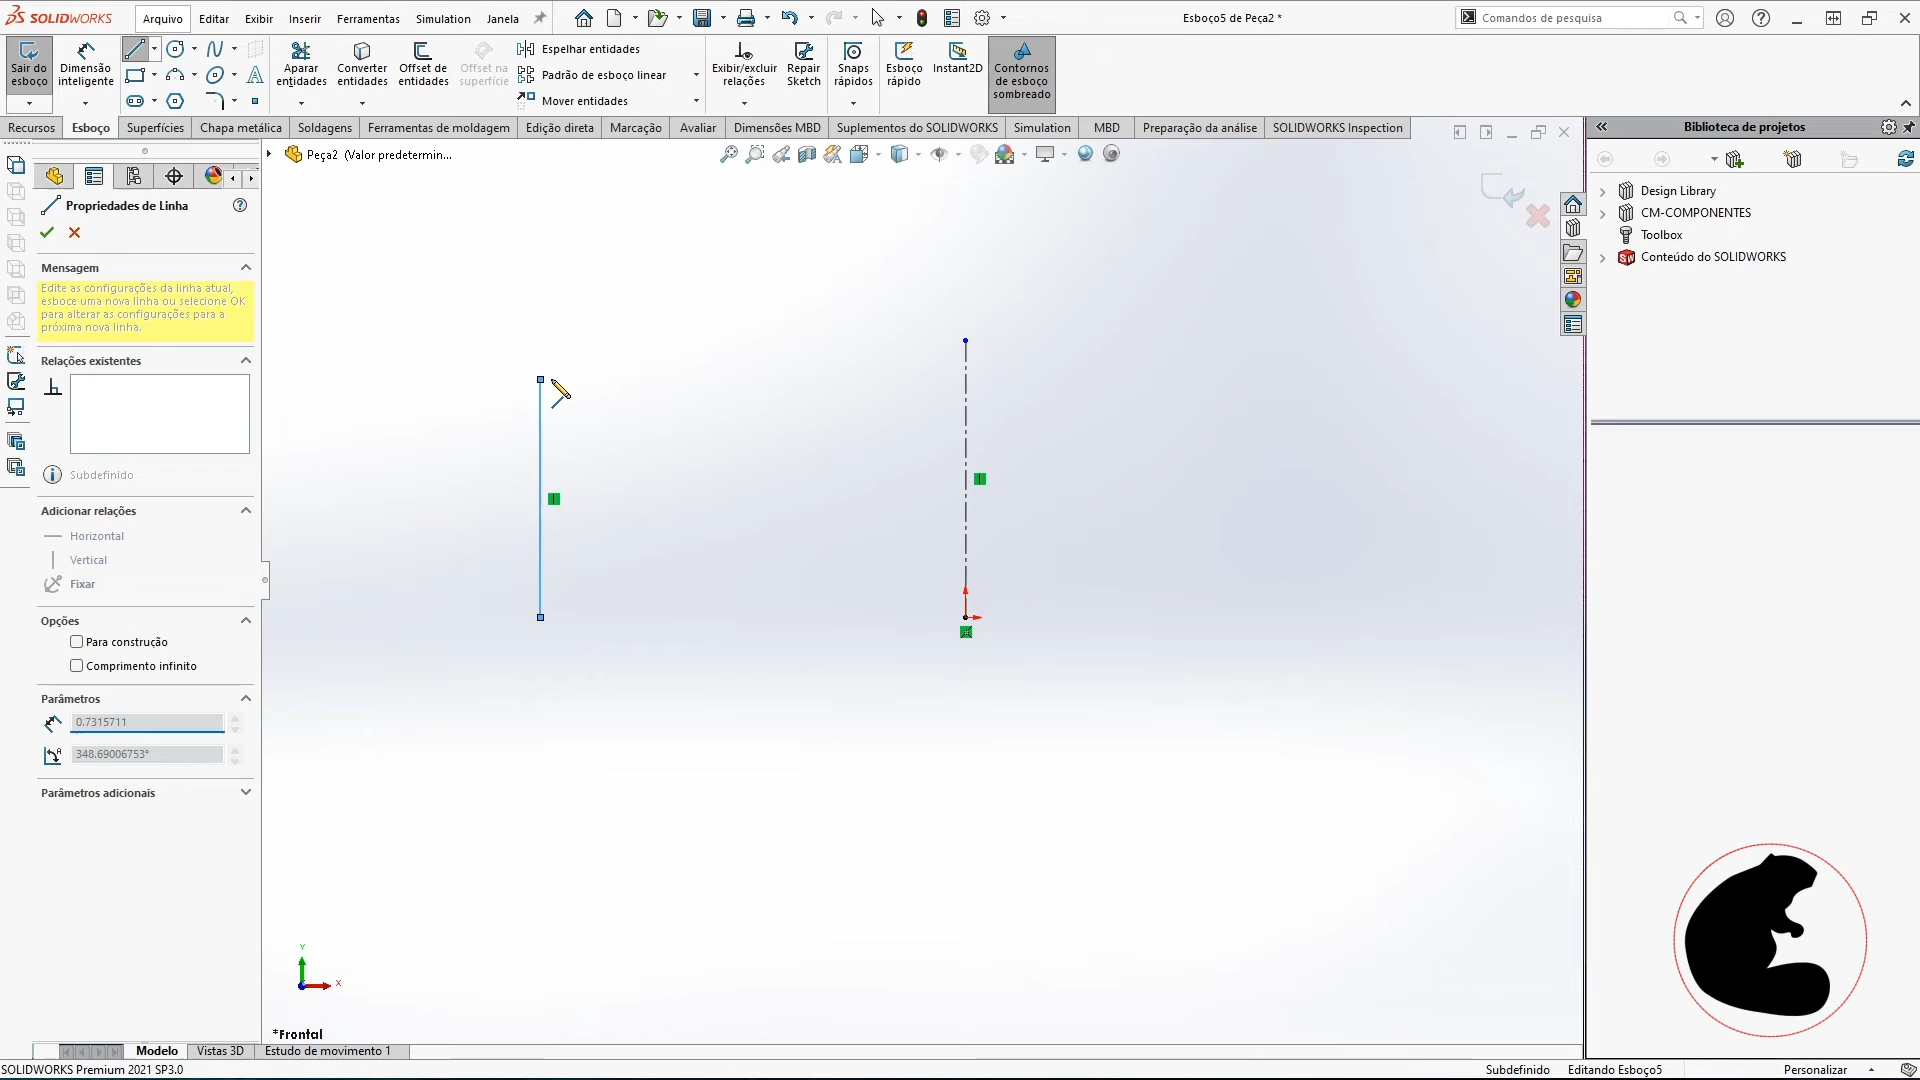 SOLIDWORKS
Arquivo
Editar
Exibir
Inserir
Ferramentas
Simulation
Janela
Esboço5 de Peça2 *
Comandos de pesquisa
Sair do esboço
Dimensão inteligente
Aparar entidades
Converter entidades
Offset de entidades
Offset na superfície
Espelhar entidades
Padrão de esboço linear
Mover entidades
Exibir/excluir relações
Repair Sketch
Snaps rápidos
Esboço rápido
Instant2D
Contornos de esboço sombreado
Recursos
Esboço
Superfícies
Chapa metálica
Soldagens
Ferramentas de moldagem
Edição direta
Marcação
Avaliar
Dimensões MBD
Suplementos do SOLIDWORKS
Simulation
MBD
Preparação da análise
SOLIDWORKS Inspection
Biblioteca de projetos
Peça2 (Valor predetermin...
Design Library
CM-COMPONENTES
Toolbox
Conteúdo do SOLIDWORKS
Propriedades de Linha
Mensagem
Edite as configurações da linha atual,
esboce uma nova linha ou selecione OK
para alterar as configurações para a
próxima nova linha.
Relações existentes
Subdefinido
Adicionar relações
Horizontal
Vertical
Fixar
Opções
Para construção
Comprimento infinito
Parâmetros
0.7315711
348.69006753°
Parâmetros adicionais
Y
X
*Frontal
Modelo
Vistas 3D
Estudo de movimento 1
SOLIDWORKS Premium 2021 SP3.0
Subdefinido
Editando Esboço5
Personalizar